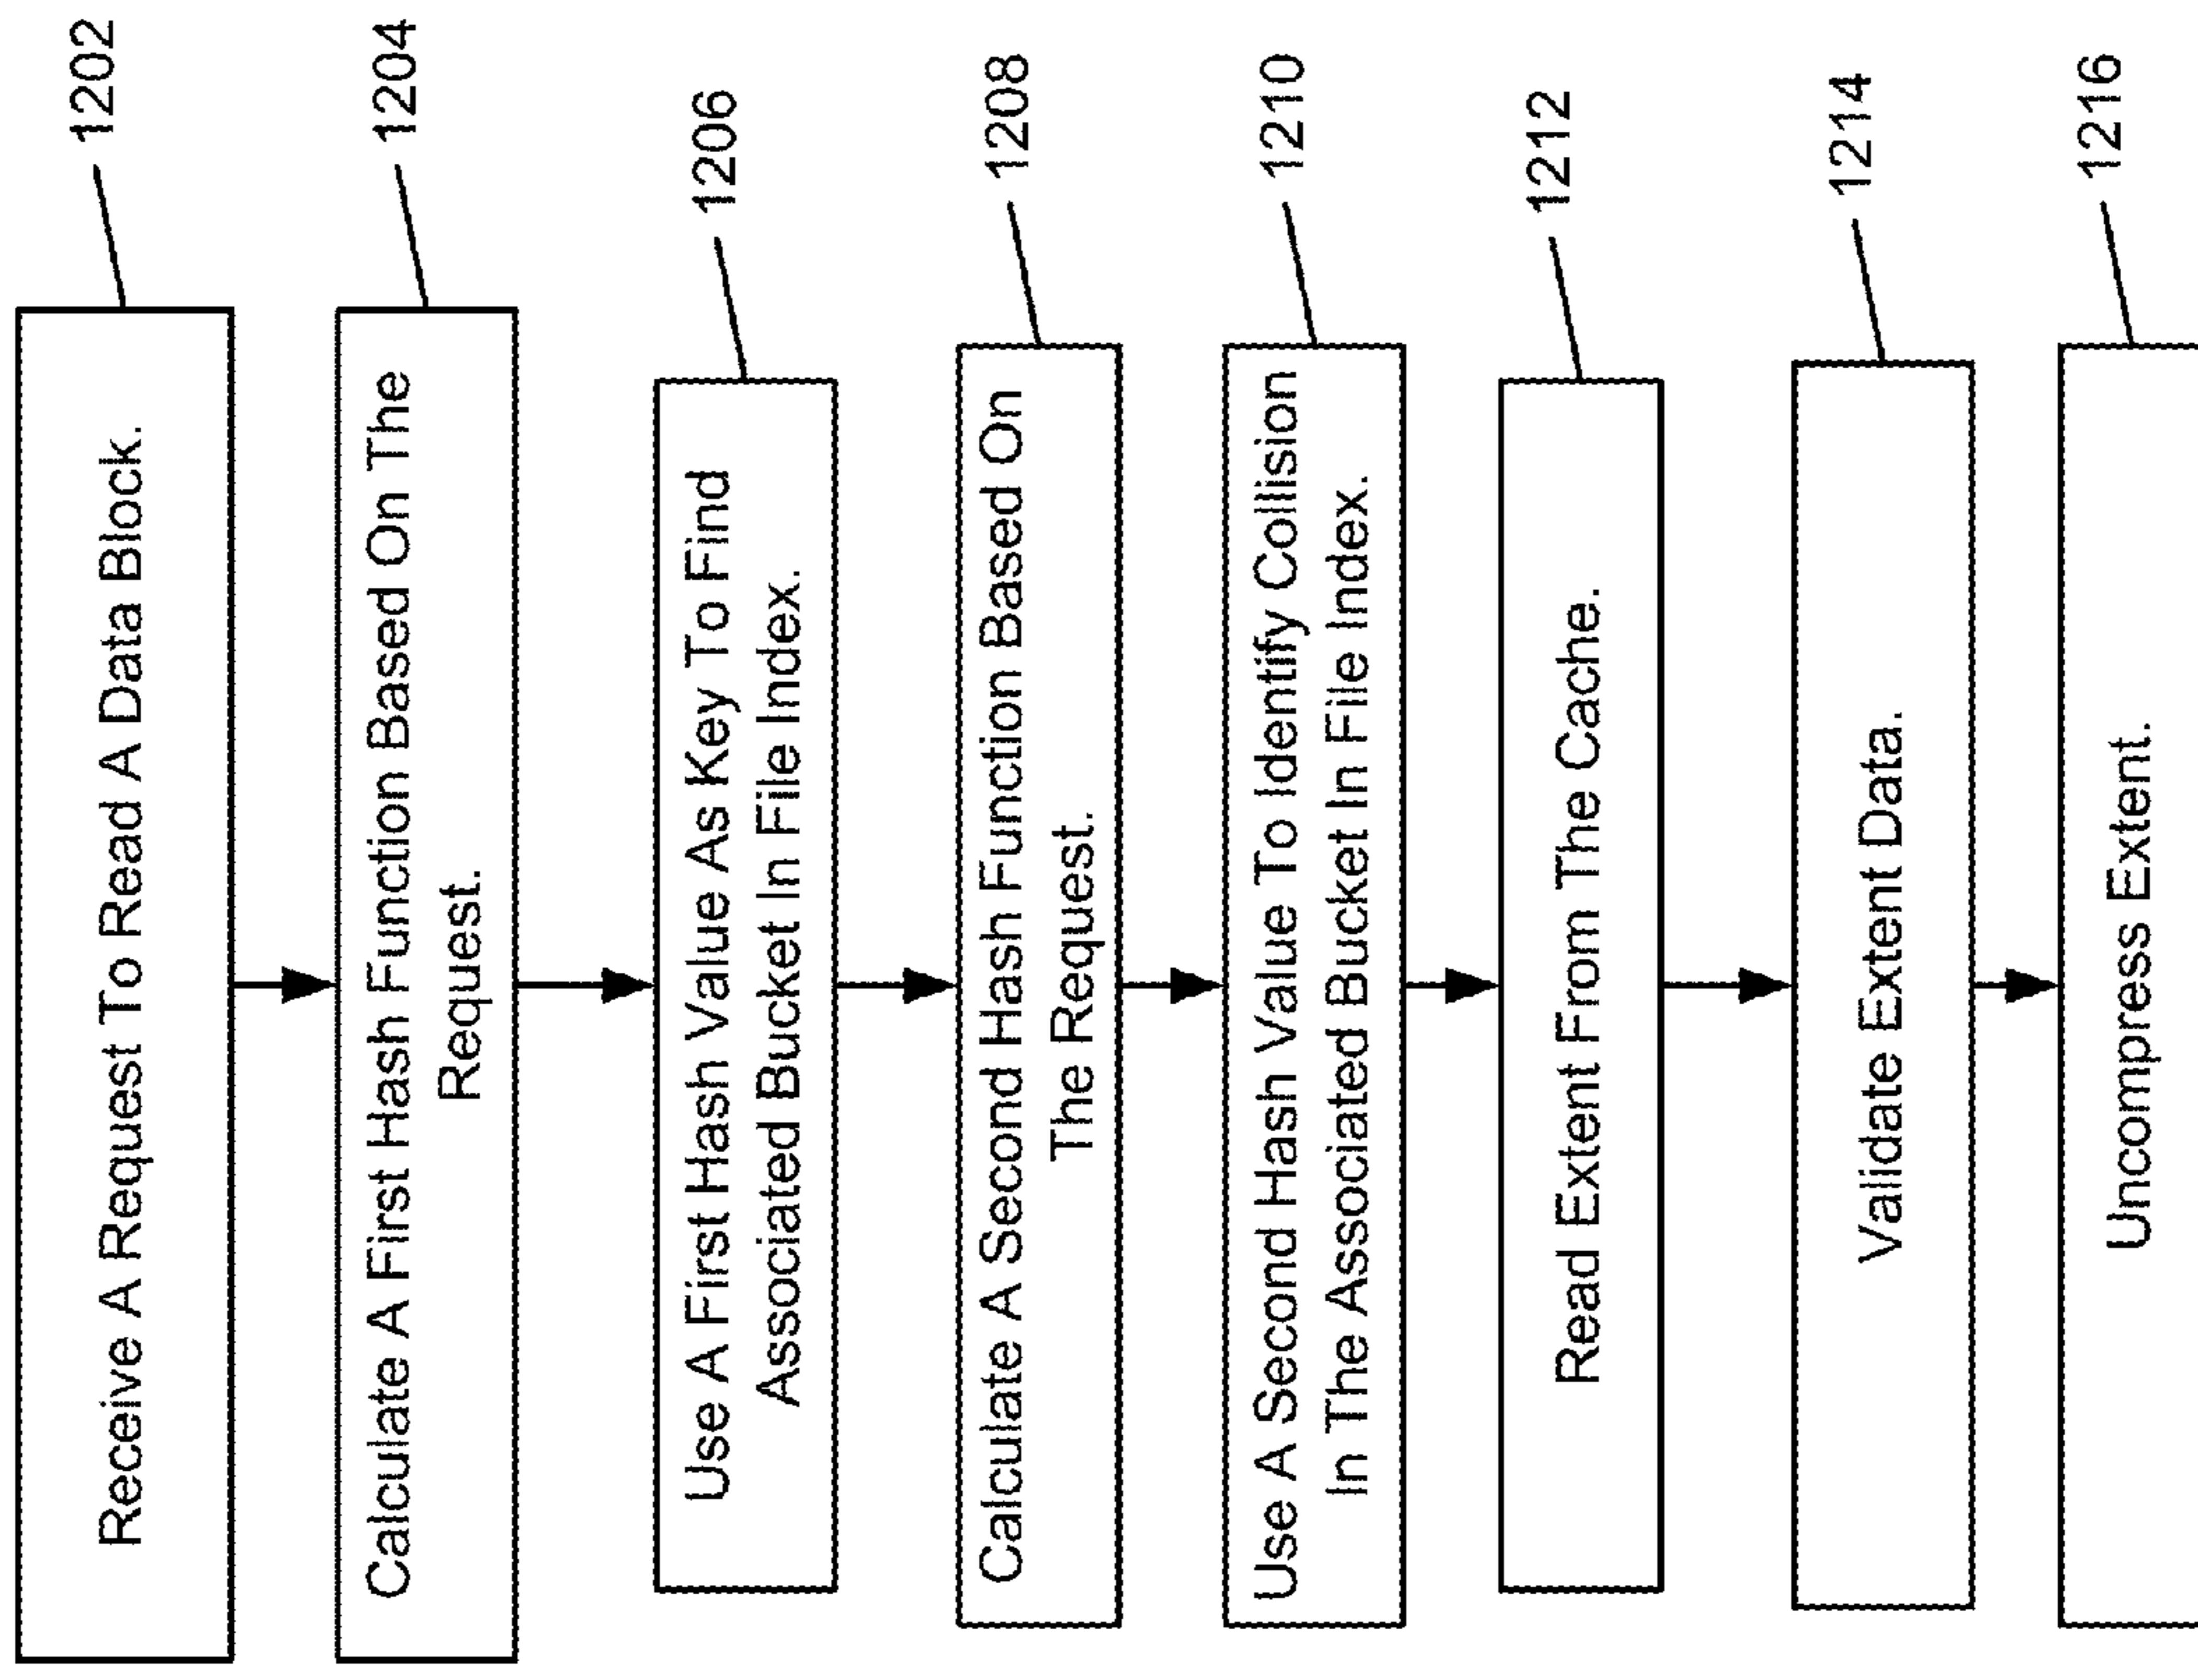 Receive A Request To Read A Data Block.
1202
Calculate A First Hash Function Based On The
Request.
1204
Use A First Hash Value As Key To Find
Associated Bucket In File Index.
1206
Calculate A Second Hash Function Based On
The Request.
1208
Use A Second Hash Value To Identify Collision
In The Associated Bucket In File Index.
1210
Read Extent From The Cache.
1212
Validate Extent Data.
1214
Uncompress Extent.
1216